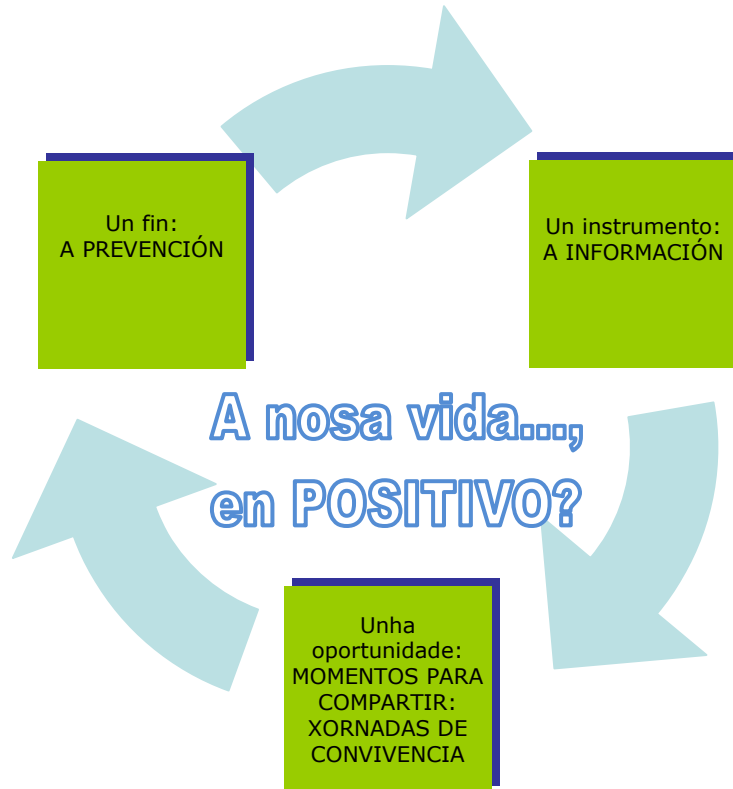 Un fin:
A PREVENCIÓN
Un instrumento:
A INFORMACIÓN
A nosa vida...,
en POSITIVO?
Unha
oportunidade:
MOMENTOS PARA
COMPARTIR:
XORNADAS DE
CONVIVENCIA